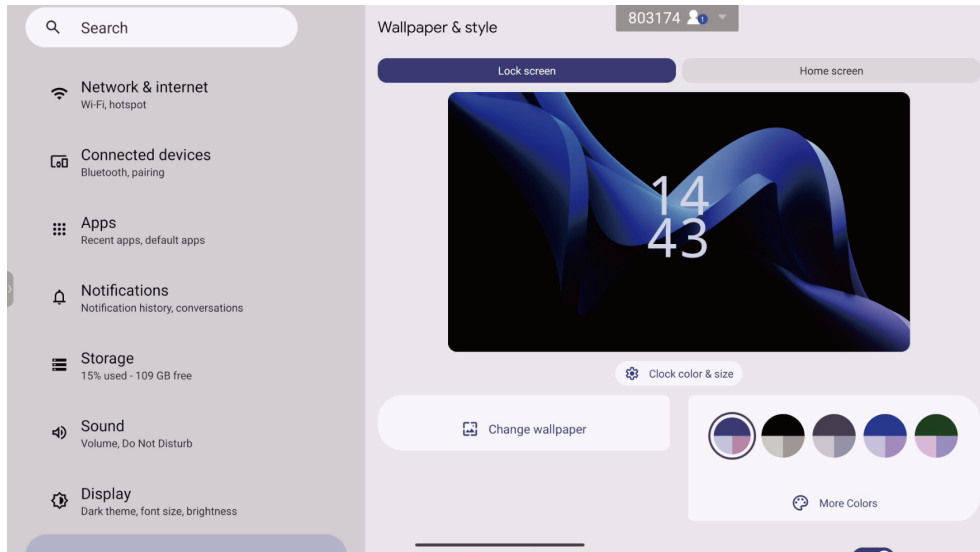 Search
Network & internet
Wi-Fi, hotspot
Connected devices
Bluetooth, pairing
Apps
Recent apps, default apps
Notifications
Notification history, conversations
Storage
15% used - 109 GB free
Sound
Volume, Do Not Disturb
Display
Dark theme, font size, brightness
Wallpaper & style
803174 1
Lock screen
Home screen
14
43
Clock color & size
Change wallpaper
More Colors